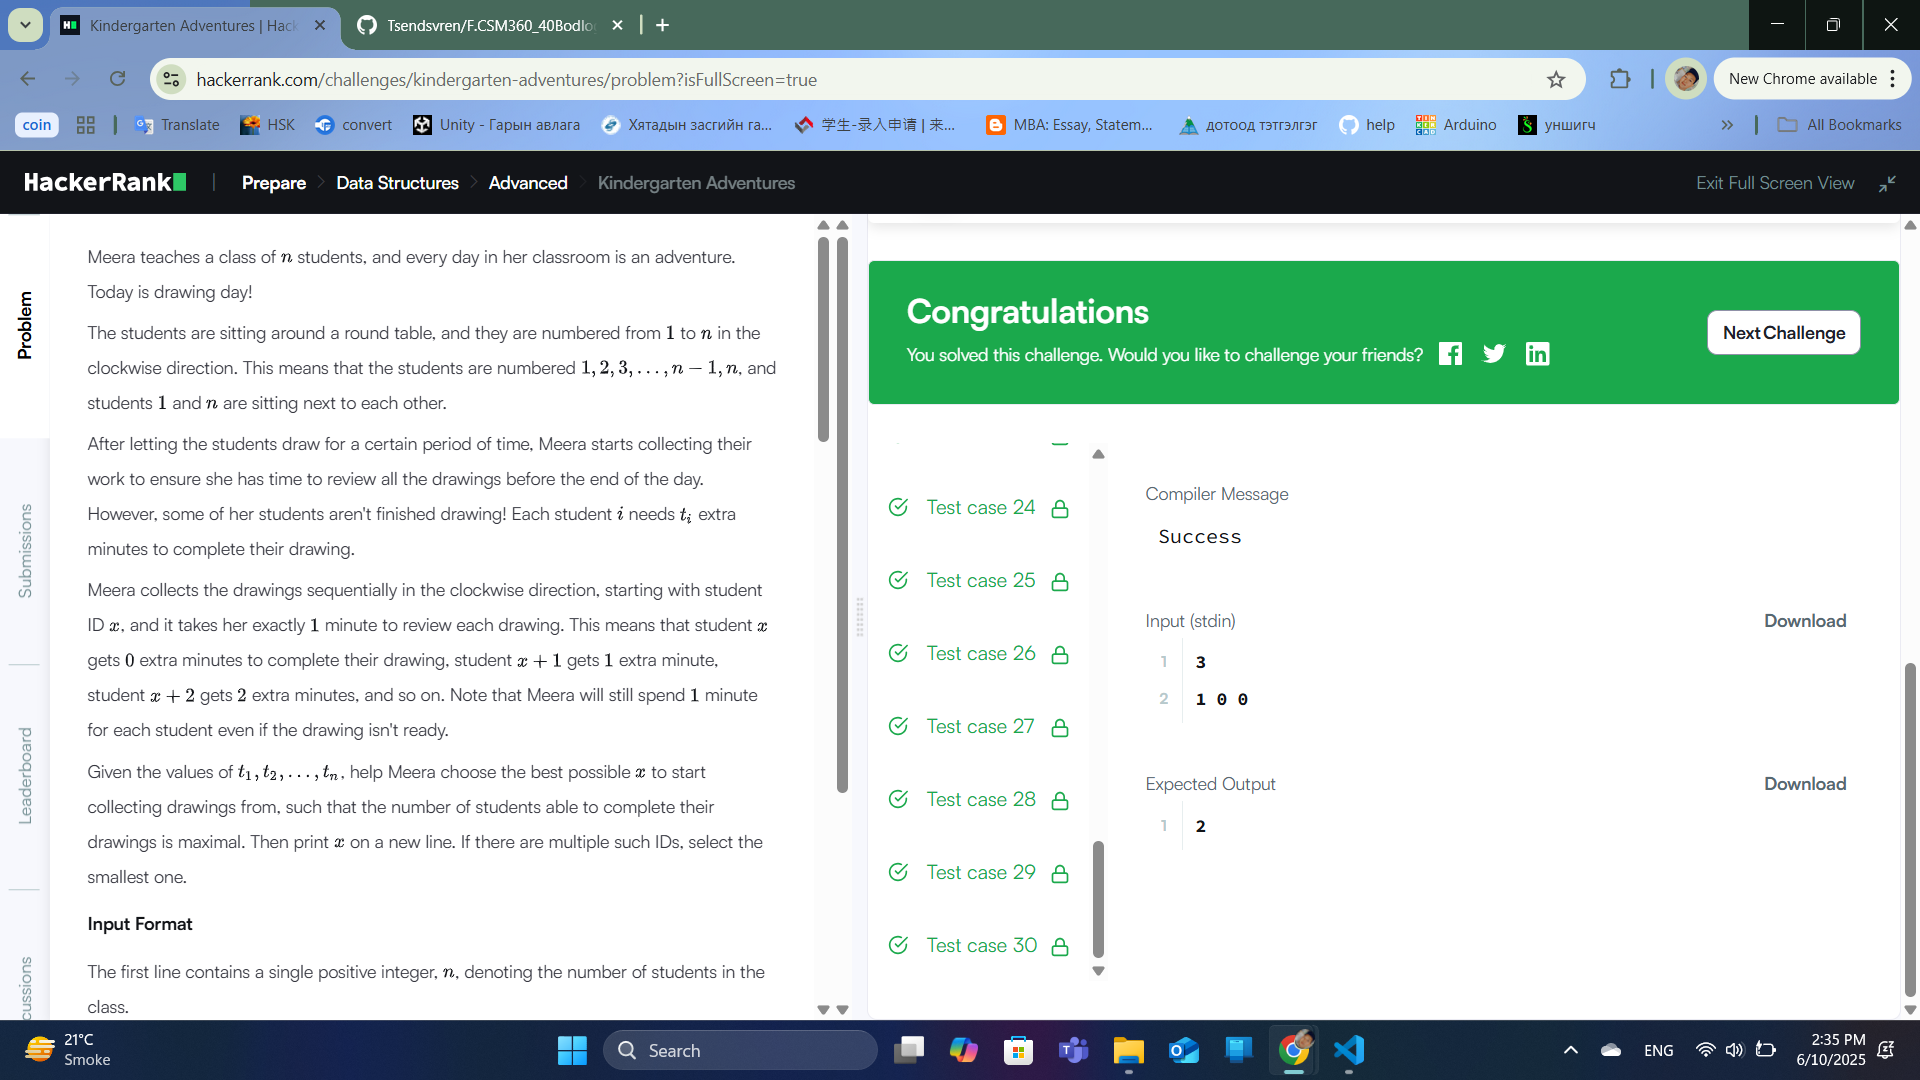 Kindergarten Adventures | Hack
Tsendsvren/F.CSM360_40Bodlo
hackerrank.com/challenges/kindergarten-adventures/problem?isFullScreen=true
New Chrome available
coin
Translate
HSK
convert
Unity - Гарын авлага
Хятадын засгийн га...
学生-录入申请 | 来...
MBA: Essay, Statem...
дотоод тэтгэлгэг
help
Arduino
уншигч
All Bookmarks
HackerRank
Prepare
Data Structures
Advanced
Kindergarten Adventures
Exit Full Screen View
Problem
Submissions
Leaderboard
cussions
Meera teaches a class of n students, and every day in her classroom is an adventure.
Today is drawing day!
The students are sitting around a round table, and they are numbered from 1 to n in the
clockwise direction. This means that the students are numbered 1, 2, 3, . . . , n − 1, n, and
students 1 and n are sitting next to each other.
After letting the students draw for a certain period of time, Meera starts collecting their
work to ensure she has time to review all the drawings before the end of the day.
However, some of her students aren't finished drawing! Each student i needs tᵢ extra
minutes to complete their drawing.
Meera collects the drawings sequentially in the clockwise direction, starting with student
ID x, and it takes her exactly 1 minute to review each drawing. This means that student x
gets 0 extra minutes to complete their drawing, student x + 1 gets 1 extra minute,
student x + 2 gets 2 extra minutes, and so on. Note that Meera will still spend 1 minute
for each student even if the drawing isn't ready.
Given the values of t₁, t₂, . . . , tₙ, help Meera choose the best possible x to start
collecting drawings from, such that the number of students able to complete their
drawings is maximal. Then print x on a new line. If there are multiple such IDs, select the
smallest one.
Input Format
The first line contains a single positive integer, n, denoting the number of students in the
class.
Congratulations
You solved this challenge. Would you like to challenge your friends?
Next Challenge
Test case 24
Test case 25
Test case 26
Test case 27
Test case 28
Test case 29
Test case 30
Compiler Message
Success
Input (stdin)
Download
1 3
2 1 0 0
Expected Output
Download
1 2
21°C
Smoke
Search
ENG
2:35 PM
6/10/2025